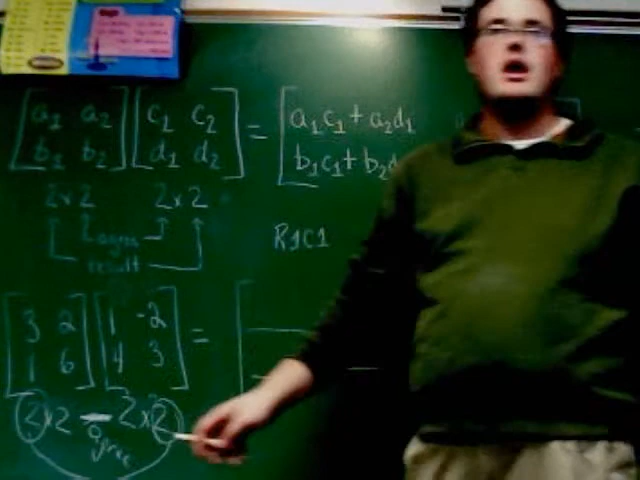 [a₁ a₂] [c₁ c₂] = [a₁c₁ + a₂d₁
[b₁ b₂] [d₁ d₂] [b₁c₁ + b₂d
2x2 2x2
agree
result
R1C1
[3 2] [1 -2] = [
[1 6] [4 3]
2x2 — 2x2
agree